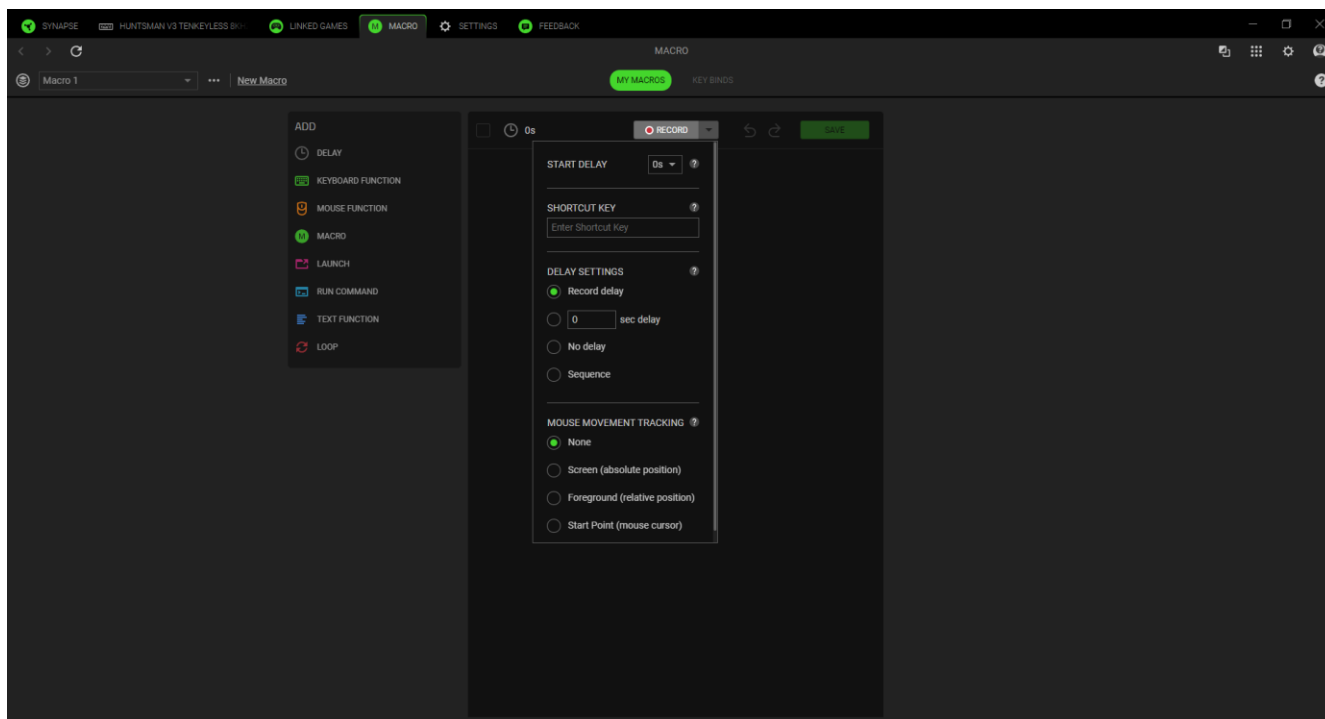 SYNAPSE HUNTSMAN V3 TENKEYLESS 8KH LINKED GAMES M MACRO SETTINGS FEEDBACK
MACRO
Macro 1 ••• New Macro MY MACROS KEY BINDS ?
ADD
DELAY
KEYBOARD FUNCTION
MOUSE FUNCTION
M MACRO
LAUNCH
RUN COMMAND
TEXT FUNCTION
LOOP
0s RECORD SAVE
START DELAY 0s ?
SHORTCUT KEY ?
Enter Shortcut Key
DELAY SETTINGS ?
Record delay
0 sec delay
No delay
Sequence
MOUSE MOVEMENT TRACKING ?
None
Screen (absolute position)
Foreground (relative position)
Start Point (mouse cursor)